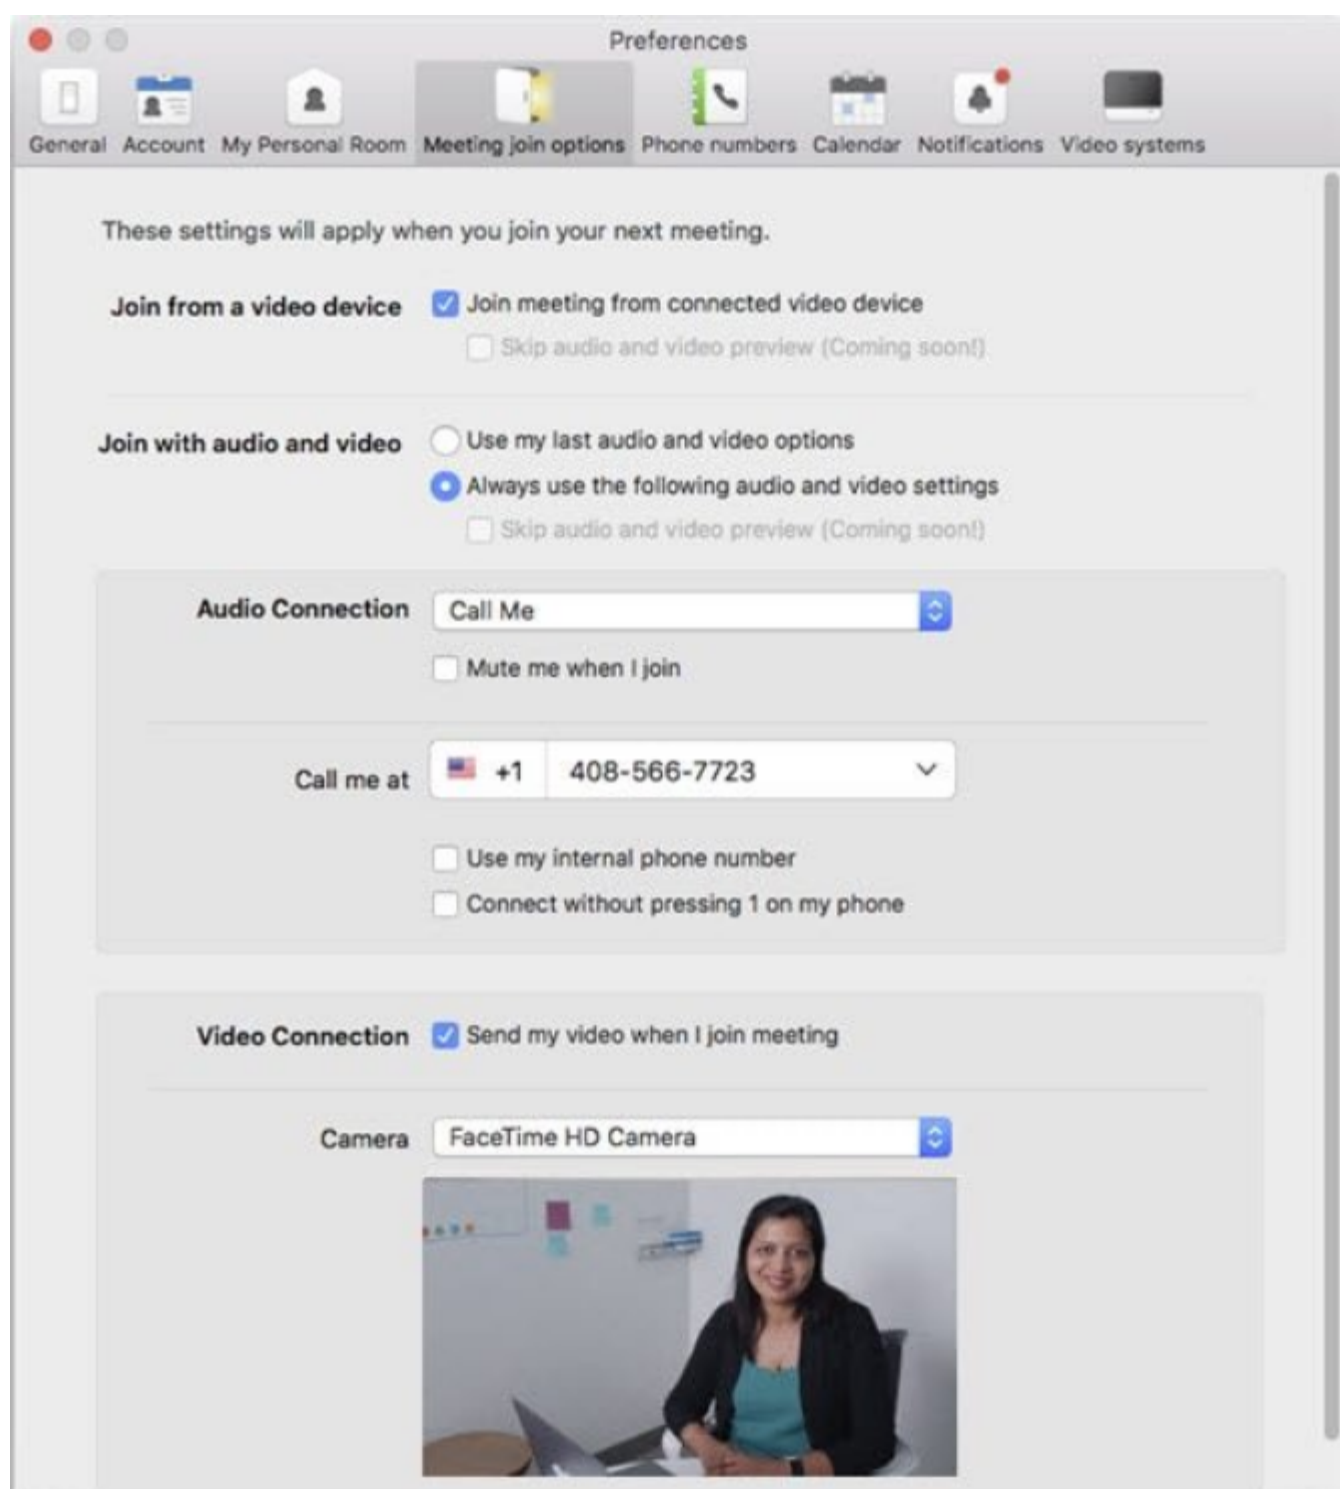 Preferences
General Account My Personal Room Meeting join options Phone numbers Calendar Notifications Video systems
These settings will apply when you join your next meeting.
Join from a video device Join meeting from connected video device
Skip audio and video preview (Coming soon!)
Join with audio and video Use my last audio and video options
Always use the following audio and video settings
Skip audio and video preview (Coming soon!)
Audio Connection Call Me
Mute me when I join
Call me at +1 408-566-7723
Use my internal phone number
Connect without pressing 1 on my phone
Video Connection Send my video when I join meeting
Camera FaceTime HD Camera